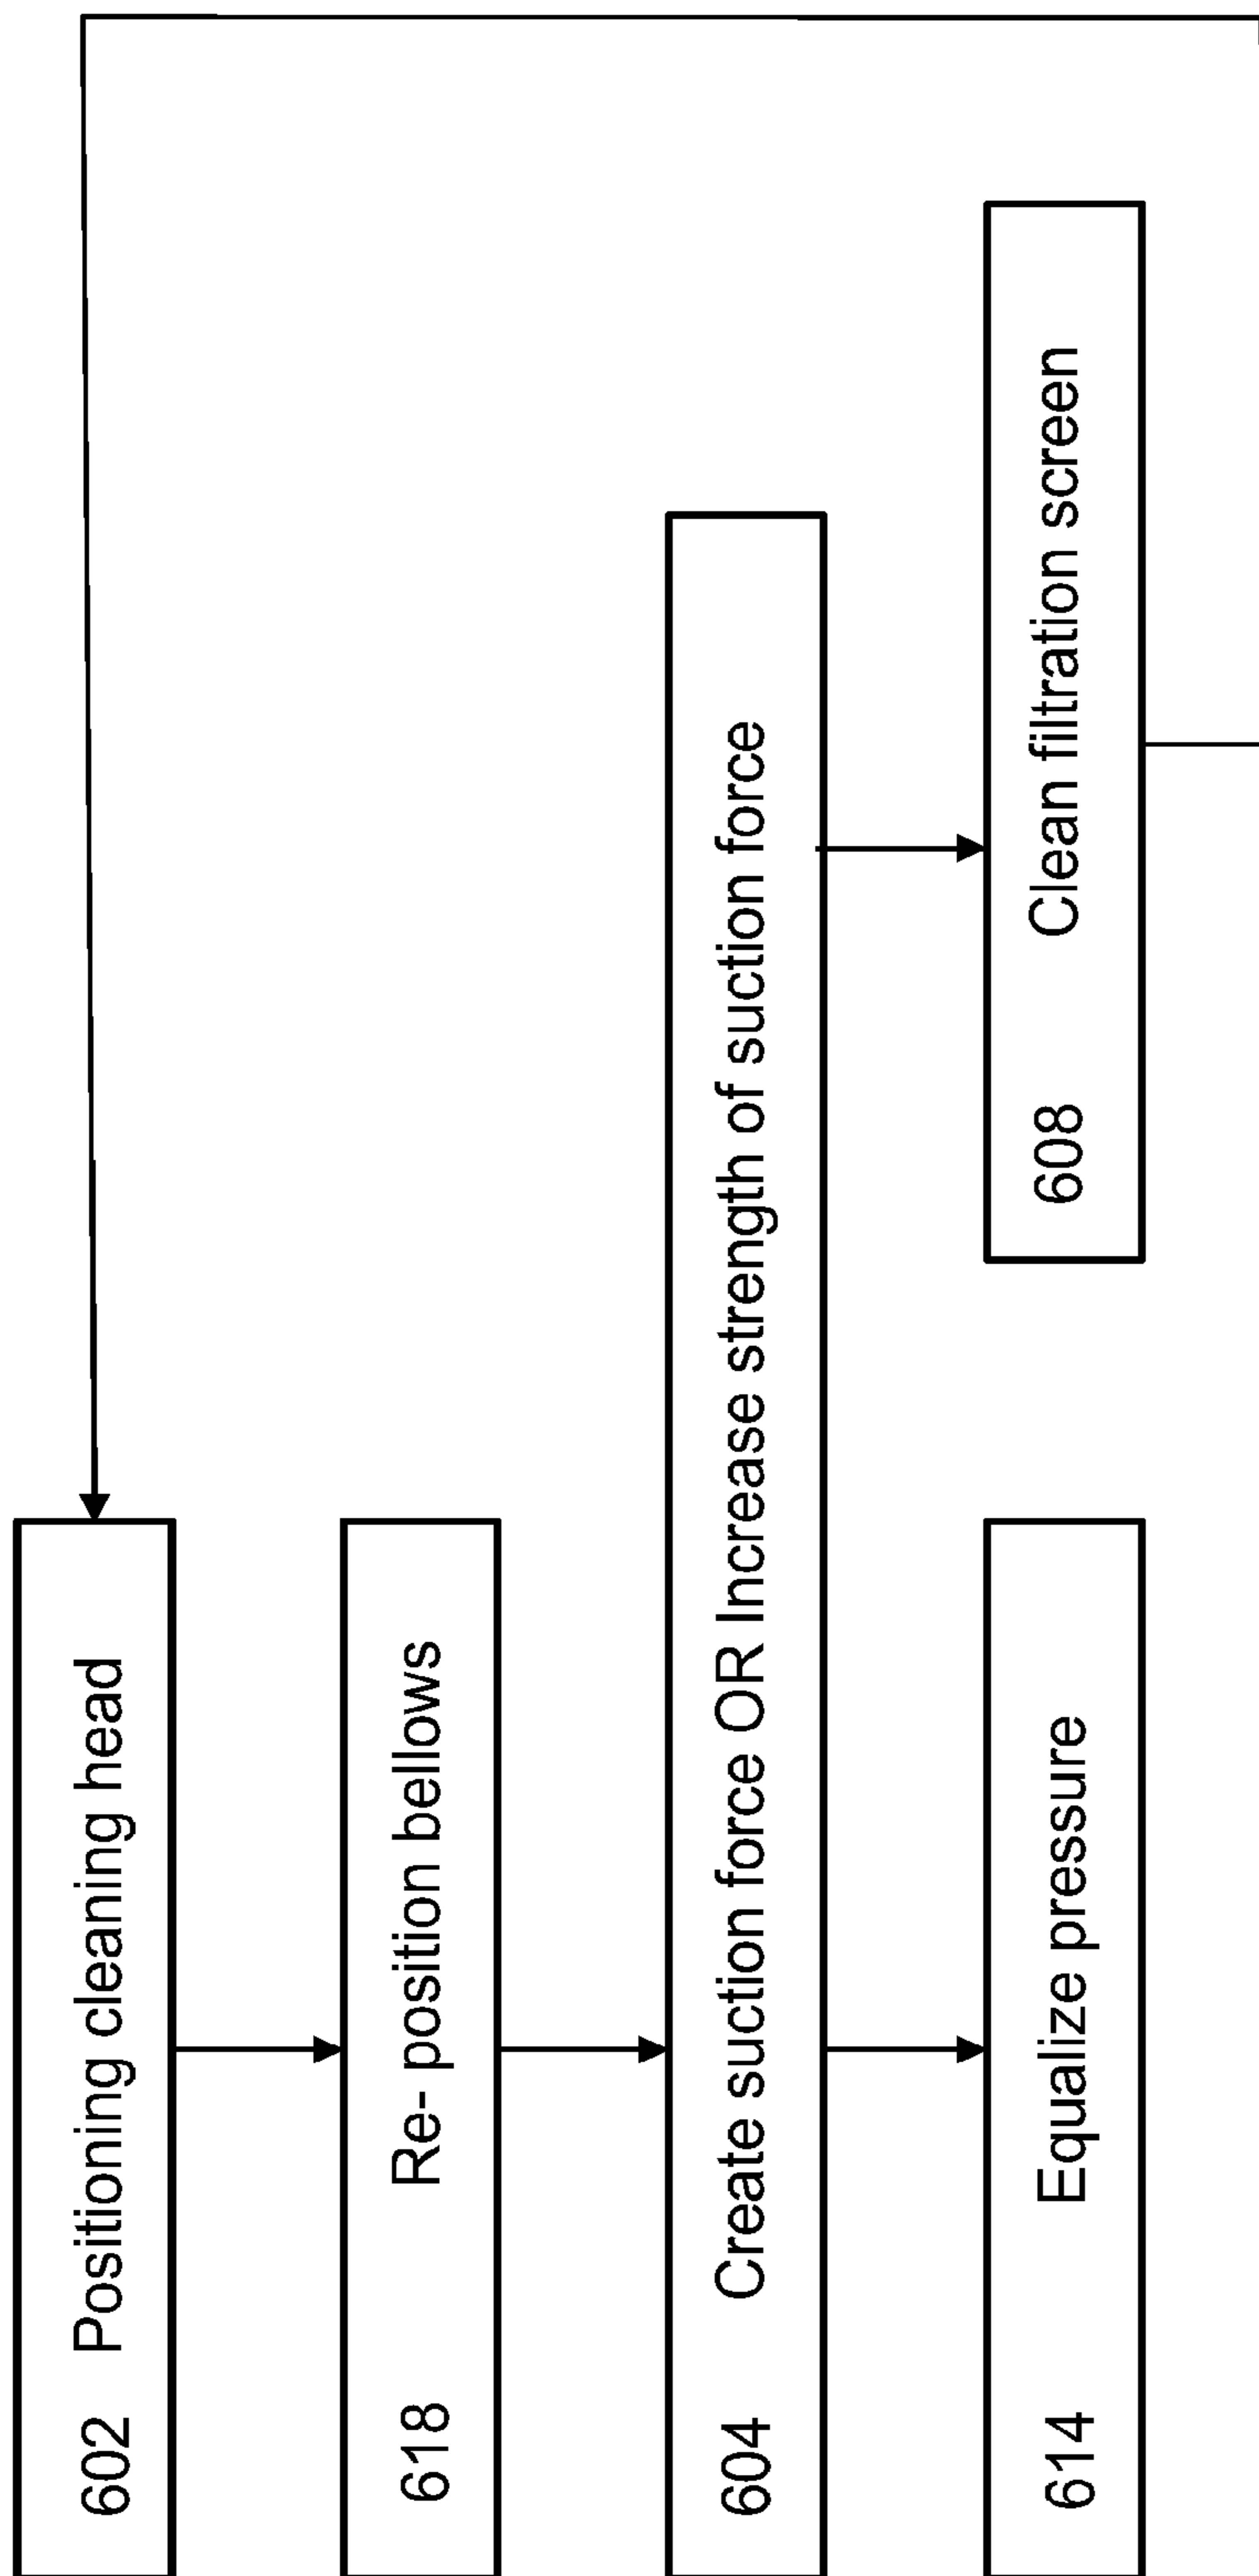 602 Positioning cleaning head
618 Re- position bellows
604 Create suction force OR Increase strength of suction force
614 Equalize pressure
608 Clean filtration screen